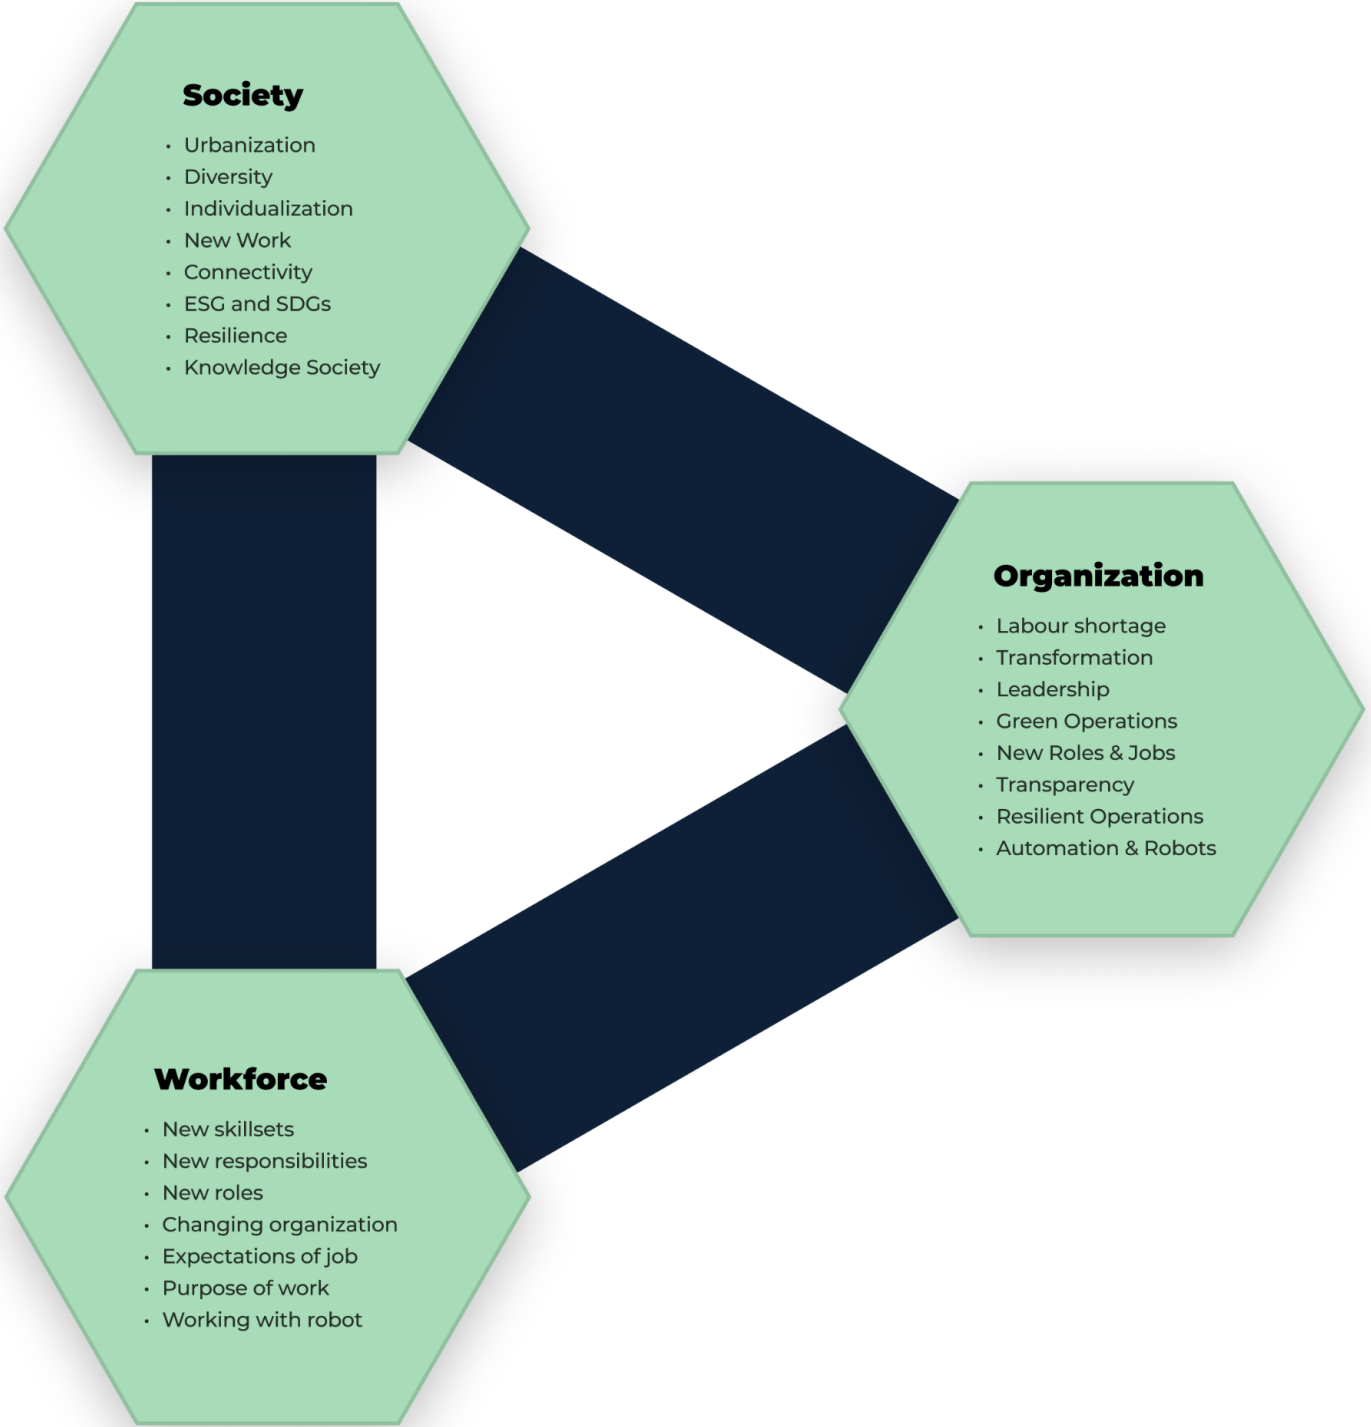 Society
• Urbanization
• Diversity
• Individualization
• New Work
• Connectivity
• ESG and SDGs
• Resilience
• Knowledge Society
Organization
• Labour shortage
• Transformation
• Leadership
• Green Operations
• New Roles & Jobs
• Transparency
• Resilient Operations
• Automation & Robots
Workforce
• New skillsets
• New responsibilities
• New roles
• Changing organization
• Expectations of job
• Purpose of work
• Working with robot